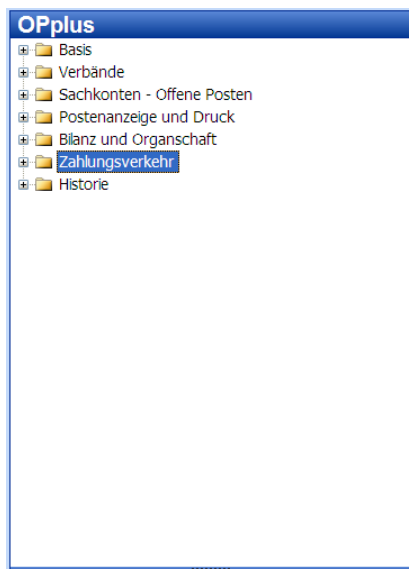 OPplus
Basis
Verbände
Sachkonten - Offene Posten
Postenanzeige und Druck
Bilanz und Organschaft
Zahlungsverkehr
Historie